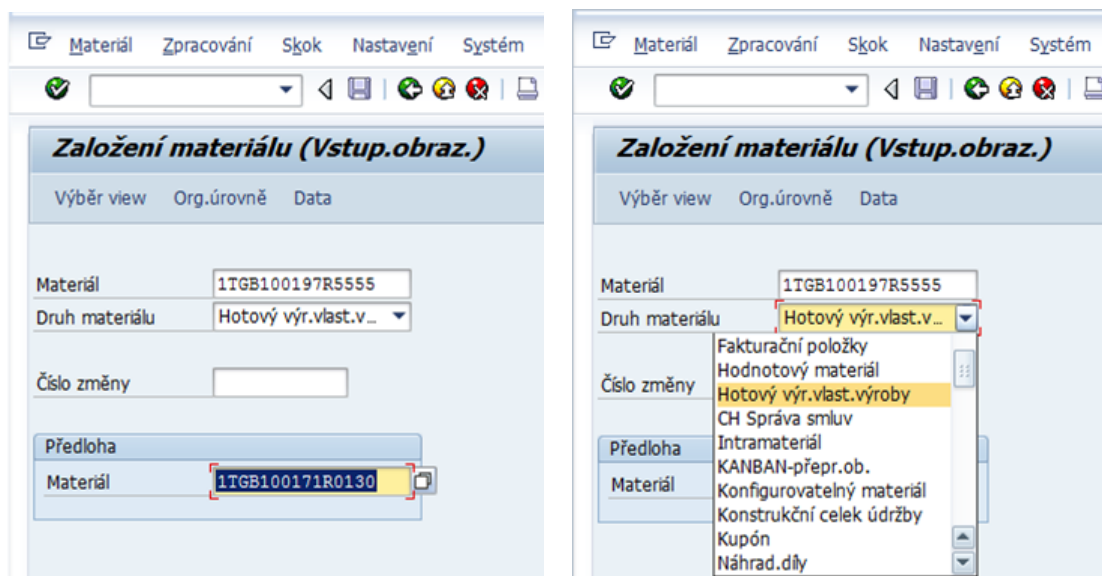 Materiál Zpracování Skok Nastavení Systém
Založení materiálu (Vstup.obraz.)
Výběr view Org.úrovně Data
Materiál 1TGB100197R5555
Druh materiálu Hotový výr.vlast.v...
Číslo změny
Předloha
Materiál 1TGB100171R0130
Materiál Zpracování Skok Nastavení Systém
Založení materiálu (Vstup.obraz.)
Výběr view Org.úrovně Data
Materiál 1TGB100197R5555
Druh materiálu Hotový výr.vlast.v...
Číslo změny
Předloha
Materiál
Fakturační položky
Hodnotový materiál
Hotový výr.vlast.výroby
CH Správa smluv
Intramateriál
KANBAN-přepr.ob.
Konfigurovatelný materiál
Konstrukční celek údržby
Kupón
Náhrad.díly